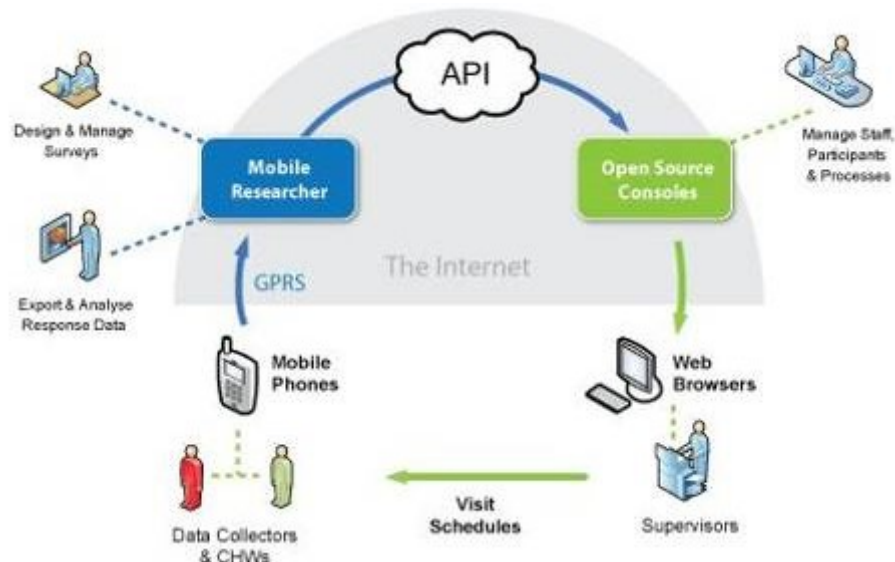 API
Design & Manage
Surveys
Mobile
Researcher
Open Source
Consoles
Manage Staff,
Participants
& Processes
Export & Analyse
Response Data
GPRS
The Internet
Mobile
Phones
Web
Browsers
Data Collectors
& CHWs
Visit
Schedules
Supervisors